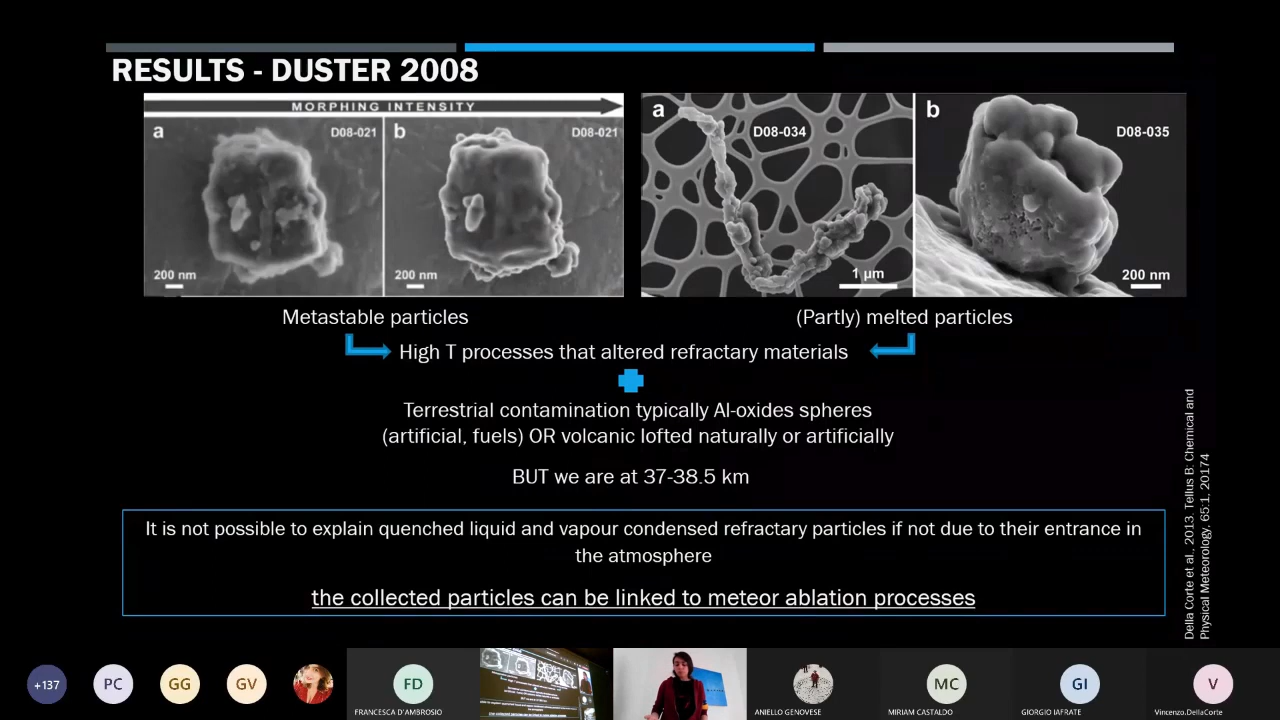 RESULTS - DUSTER 2008
MORPHING INTENSITY
a
D08-021
b
D08-021
200 nm
200 nm
a
D08-034
b
D08-035
1 µm
200 nm
Metastable particles
(Partly) melted particles
High T processes that altered refractory materials
Terrestrial contamination typically Al-oxides spheres
(artificial, fuels) OR volcanic lofted naturally or artificially
BUT we are at 37-38.5 km
It is not possible to explain quenched liquid and vapour condensed refractary particles if not due to their entrance in
the atmosphere
the collected particles can be linked to meteor ablation processes
Della Corte et al., 2013, Tellus B: Chemical and
Physical Meteorology, 65:1, 20174
+137
PC
GG
GV
FD
FRANCESCA D'AMBROSIO
ANIELLO GENOVESE
MC
MIRIAM CASTALDO
GI
GIORGIO IAFRATE
V
Vincenzo.DellaCorte